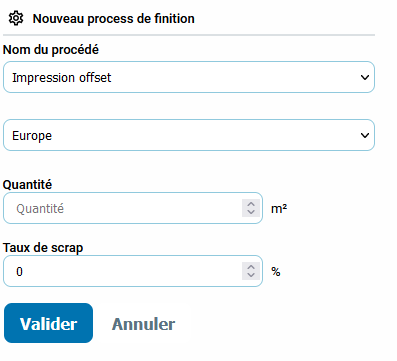 Nouveau process de finition
Nom du procédé
Impression offset
Europe
Quantité
Quantité m²
Taux de scrap
0 %
Valider Annuler